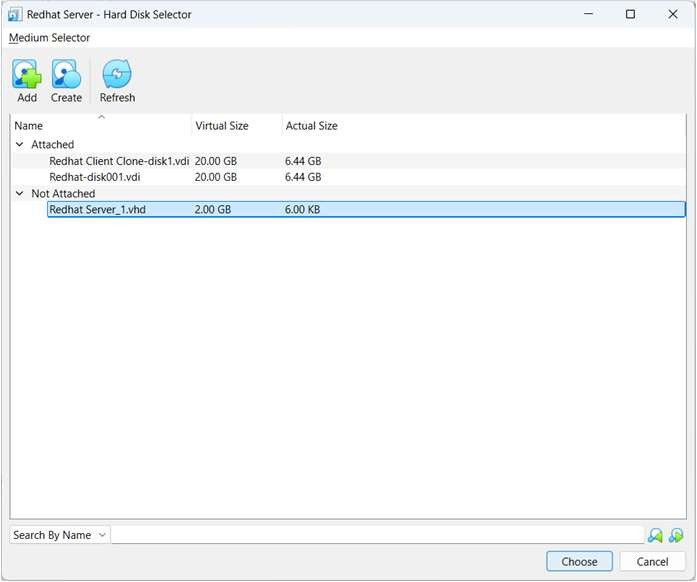 Redhat Server - Hard Disk Selector
Medium Selector
Add Create Refresh
Name Virtual Size Actual Size
Attached
Redhat Client Clone-disk1.vdi 20.00 GB 6.44 GB
Redhat-disk001.vdi 20.00 GB 6.44 GB
Not Attached
Redhat Server_1.vhd 2.00 GB 6.00 KB
Search By Name
Choose Cancel